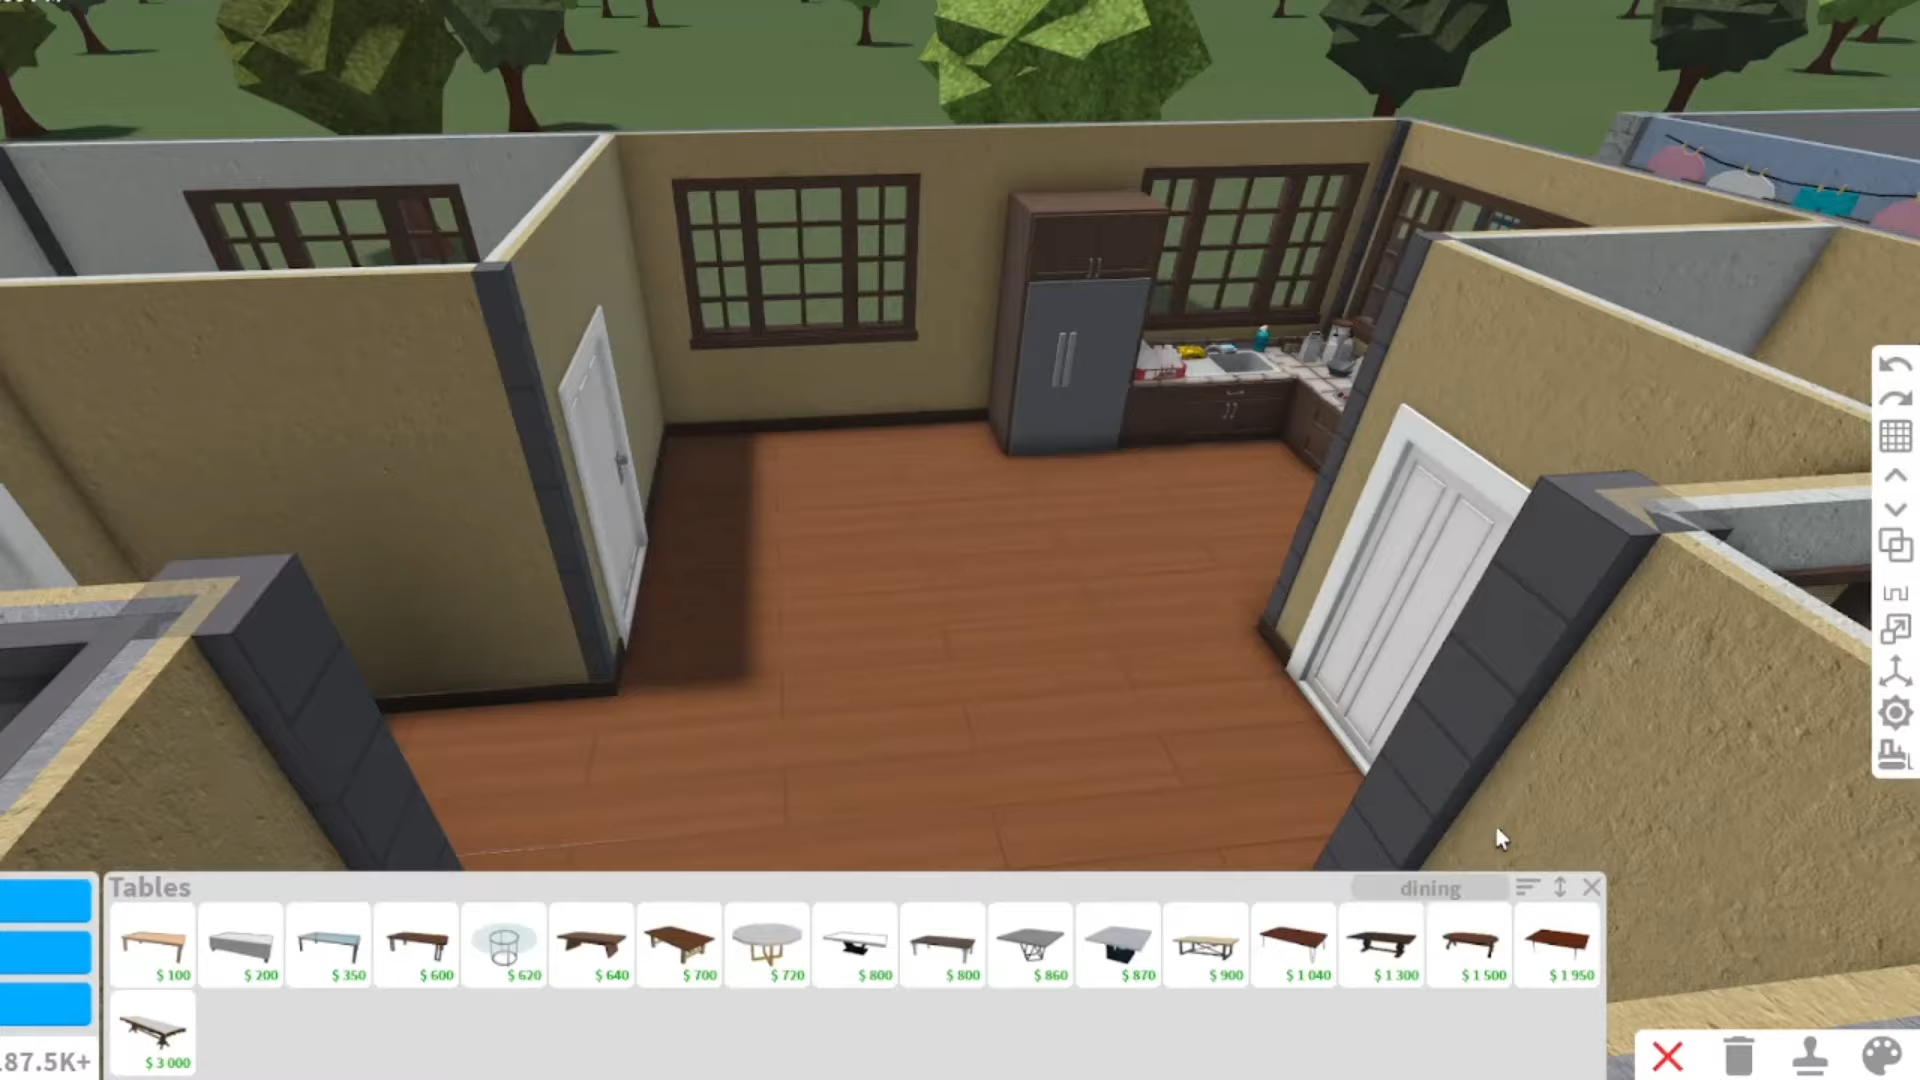 Tables
dining
$ 100
$ 200
$ 350
$ 600
$ 620
$ 640
$ 700
$ 720
$ 800
$ 800
$ 860
$ 870
$ 900
$ 1 040
$ 1 300
$ 1 500
$ 1 950
$ 3 000
87.5K+